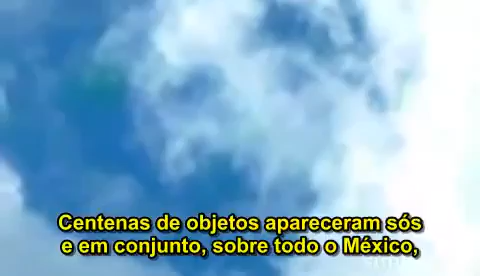 Centenas de objetos apareceram sós
e em conjunto, sobre todo o México,